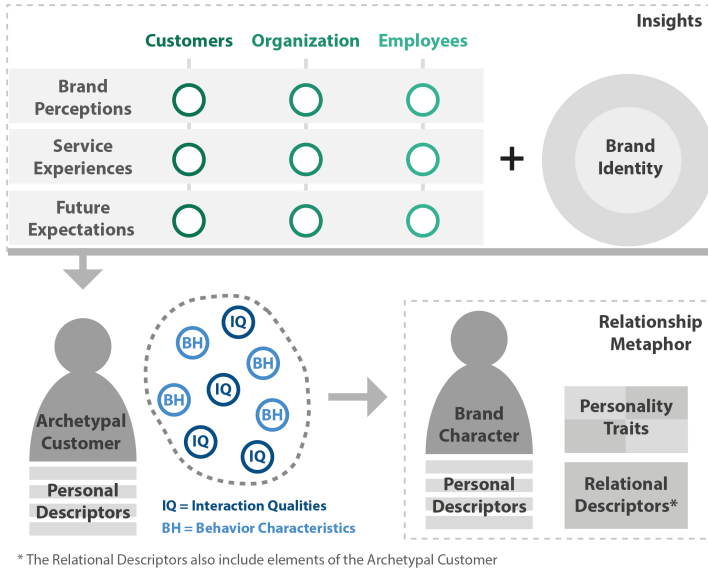 Insights
Customers Organization Employees
Brand
Perceptions
Service
Experiences
Future
Expectations
+
Brand
Identity
Archetypal
Customer
Personal
Descriptors
IQ
BH
BH
IQ
BH
BH
IQ
IQ
IQ = Interaction Qualities
BH = Behavior Characteristics
Relationship
Metaphor
Brand
Character
Personal
Descriptors
Personality
Traits
Relational
Descriptors*
* The Relational Descriptors also include elements of the Archetypal Customer